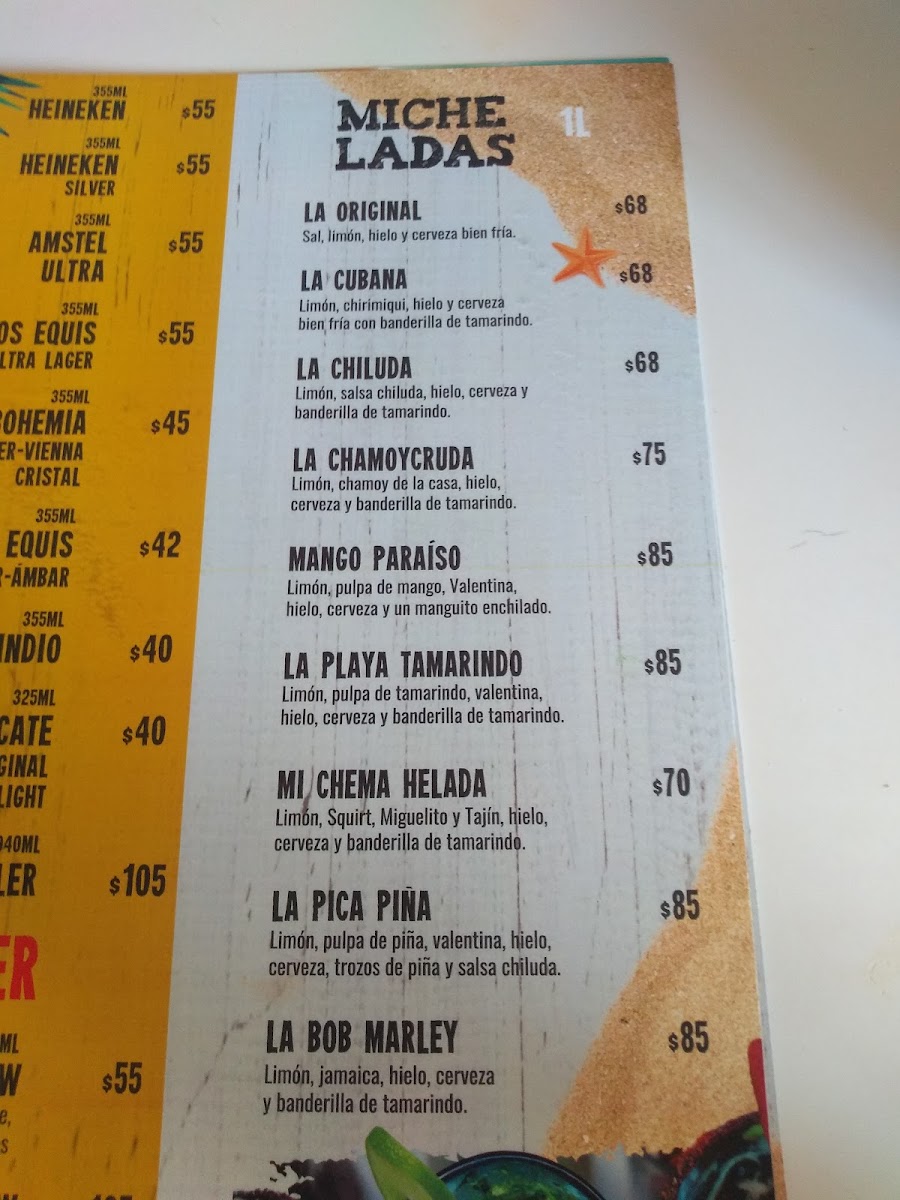 355ML
HEINEKEN $55
355ML
HEINEKEN $55
SILVER
355ML
AMSTEL $55
ULTRA
355ML
OS EQUIS $55
LTRA LAGER
355ML
BOHEMIA $45
ER-VIENNA
CRISTAL
355ML
EQUIS $42
R-ÁMBAR
355ML
INDIO $40
325ML
CATE $40
GINAL
LIGHT
940ML
LER $105
ER
ML
W $55
e,
s
MICHE
LADAS
1L
LA ORIGINAL $68
Sal, limón, hielo y cerveza bien fría.
LA CUBANA $68
Limón, chirimiqui, hielo y cerveza
bien fría con banderilla de tamarindo.
LA CHILUDA $68
Limón, salsa chiluda, hielo, cerveza y
banderilla de tamarindo.
LA CHAMOYCRUDA $75
Limón, chamoy de la casa, hielo,
cerveza y banderilla de tamarindo.
MANGO PARAÍSO $85
Limón, pulpa de mango, Valentina,
hielo, cerveza y un manguito enchilado.
LA PLAYA TAMARINDO $85
Limón, pulpa de tamarindo, valentina,
hielo, cerveza y banderilla de tamarindo.
MI CHEMA HELADA $70
Limón, Squirt, Miguelito y Tajín, hielo,
cerveza y banderilla de tamarindo.
LA PICA PIÑA $85
Limón, pulpa de piña, valentina, hielo,
cerveza, trozos de piña y salsa chiluda.
LA BOB MARLEY $85
Limón, jamaica, hielo, cerveza
y banderilla de tamarindo.